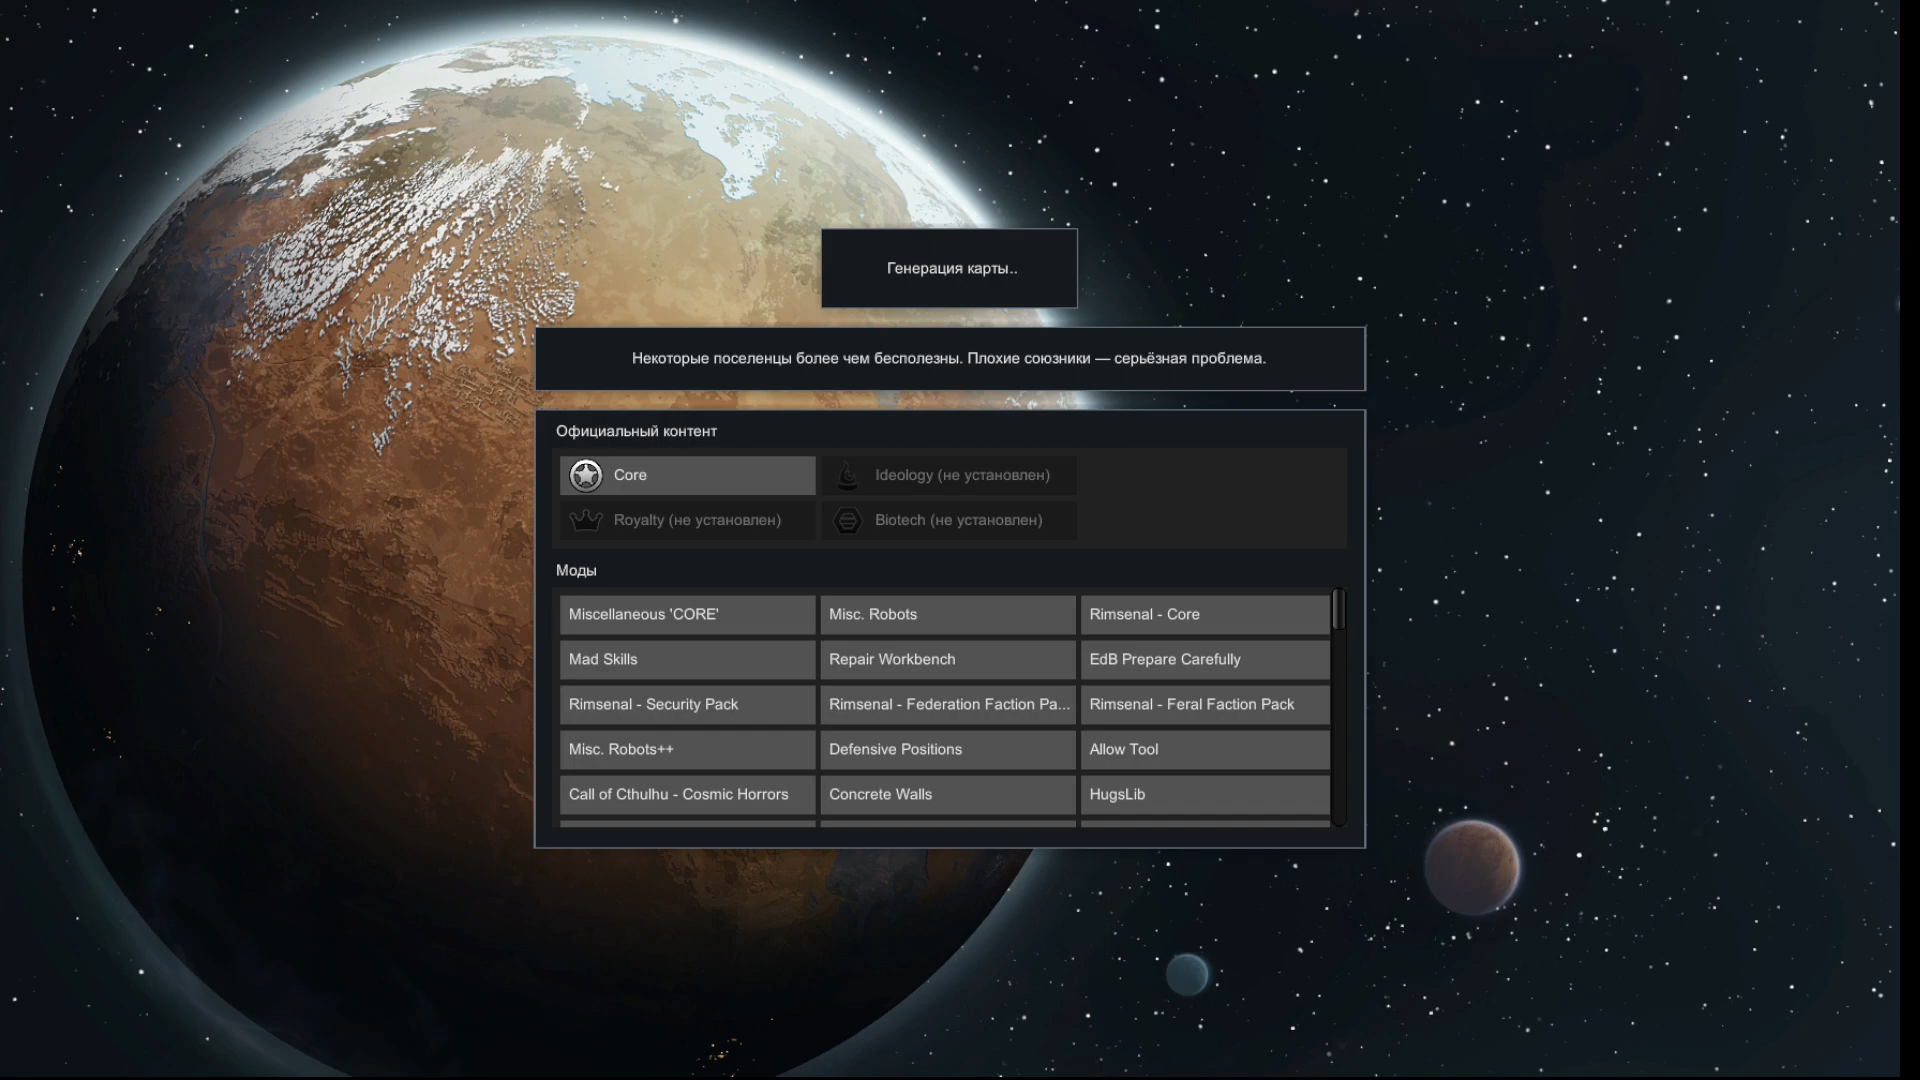 Генерация карты..
Некоторые поселенцы более чем бесполезны. Плохие союзники — серьёзная проблема.
Официальный контент
Core
Ideology (не установлен)
Royalty (не установлен)
Biotech (не установлен)
Моды
Miscellaneous 'CORE'
Misc. Robots
Rimsenal - Core
Mad Skills
Repair Workbench
EdB Prepare Carefully
Rimsenal - Security Pack
Rimsenal - Federation Faction Pa...
Rimsenal - Feral Faction Pack
Misc. Robots++
Defensive Positions
Allow Tool
Call of Cthulhu - Cosmic Horrors
Concrete Walls
HugsLib